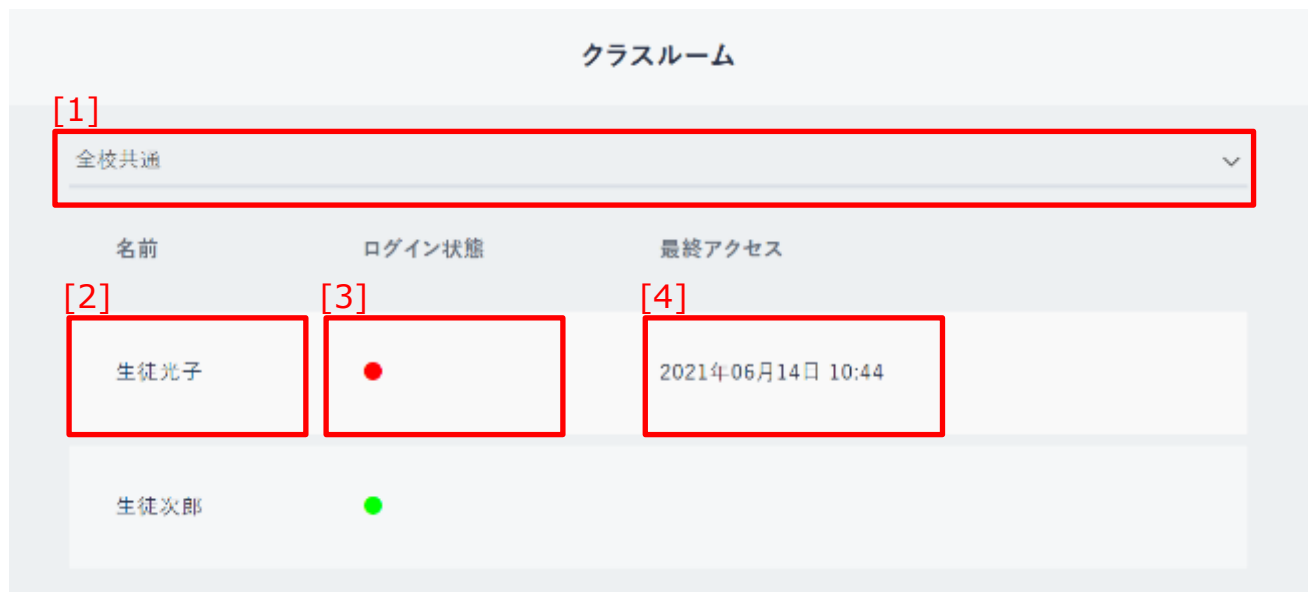 クラスルーム
[1]
全校共通
名前 ログイン状態 最終アクセス
[2] [3] [4]
生徒光子 2021年06月14日 10:44
生徒次郎